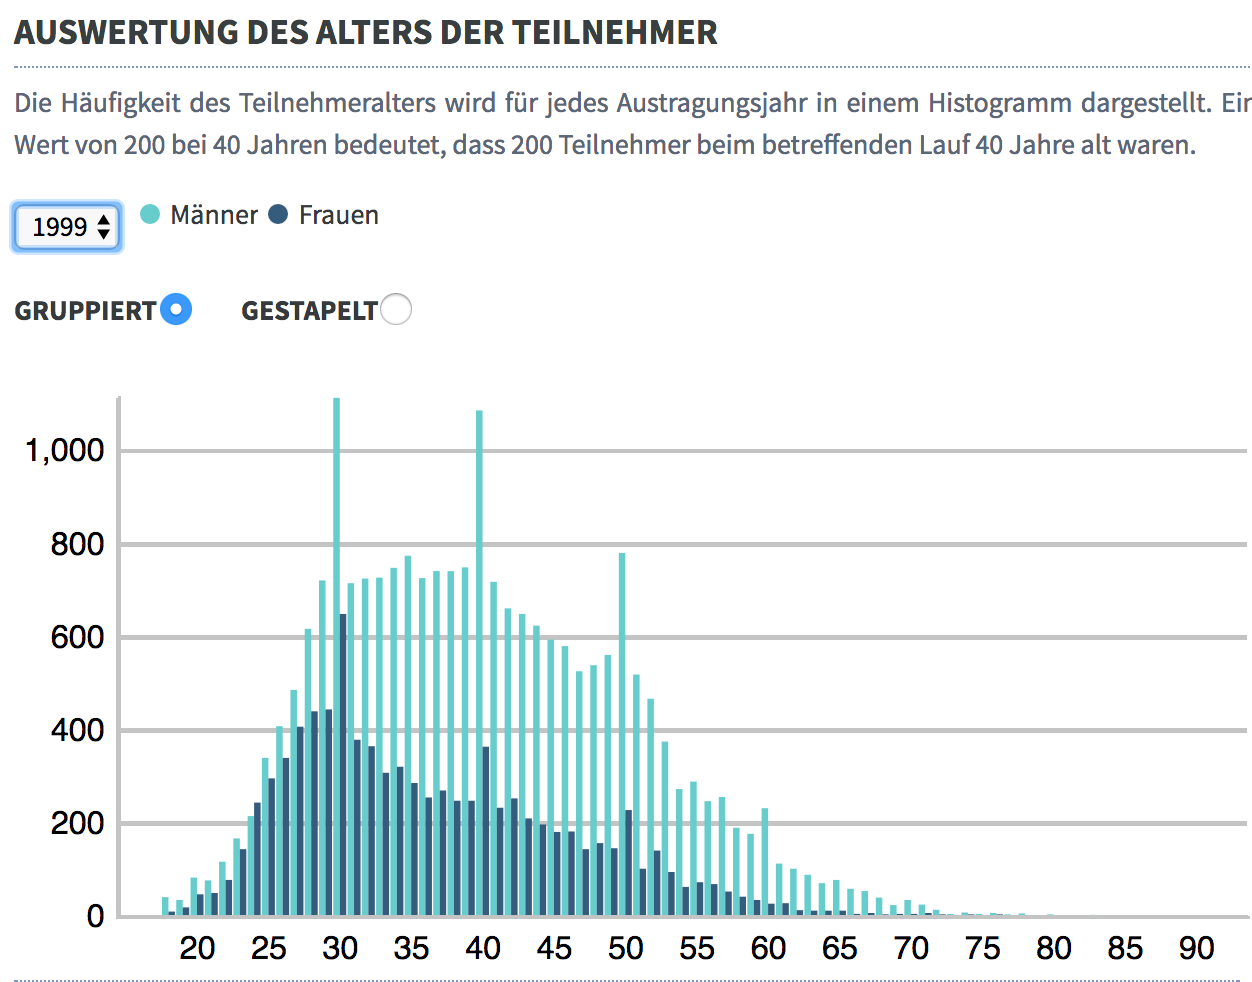 AUSWERTUNG DES ALTERS DER TEILNEHMER
Die Häufigkeit des Teilnehmeralters wird für jedes Austragungsjahr in einem Histogramm dargestellt. Ein
Wert von 200 bei 40 Jahren bedeutet, dass 200 Teilnehmer beim betreffenden Lauf 40 Jahre alt waren.
1999 Männer Frauen
GRUPPIERT GESTAPELT
1,000
800
600
400
200
0
20 25 30 35 40 45 50 55 60 65 70 75 80 85 90